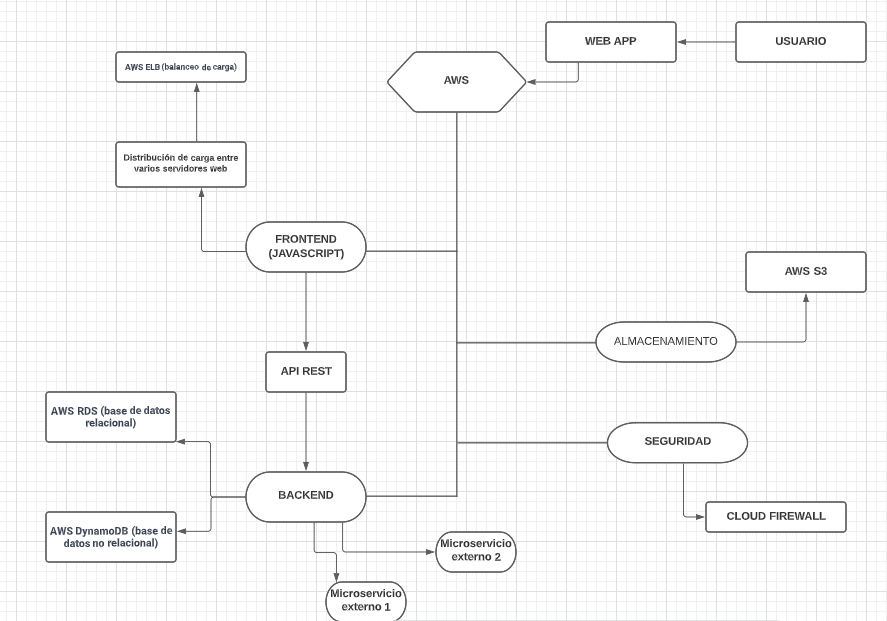 WEB APP
USUARIO
AWS ELB (balanceo de carga)
AWS
Distribución de carga entre
varios servidores web
FRONTEND
(JAVASCRIPT)
AWS S3
ALMACENAMIENTO
API REST
AWS RDS (base de datos
relacional)
SEGURIDAD
BACKEND
CLOUD FIREWALL
AWS DynamoDB (base de
datos no relacional)
Microservicio
externo 2
Microservicio
externo 1